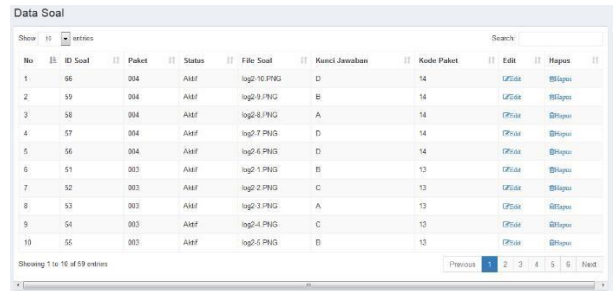 Data Soal
Show 10 entries Search:
No ID Soal Paket Status File Soal Kunci Jawaban Kode Paket Edit Hapus
1 66 004 Aktif log2-10.PNG D 14 Edit Hapus
2 59 004 Aktif log2-9.PNG B 14 Edit Hapus
3 58 004 Aktif log2-8.PNG A 14 Edit Hapus
4 57 004 Aktif log2-7.PNG D 14 Edit Hapus
5 56 004 Aktif log2-6.PNG D 14 Edit Hapus
6 51 003 Aktif log2-1.PNG B 13 Edit Hapus
7 52 003 Aktif log2-2.PNG C 13 Edit Hapus
8 53 003 Aktif log2-3.PNG A 13 Edit Hapus
9 54 003 Aktif log2-4.PNG C 13 Edit Hapus
10 55 003 Aktif log2-5.PNG B 13 Edit Hapus
Showing 1 to 10 of 59 entries Previous 1 2 3 4 5 6 Next